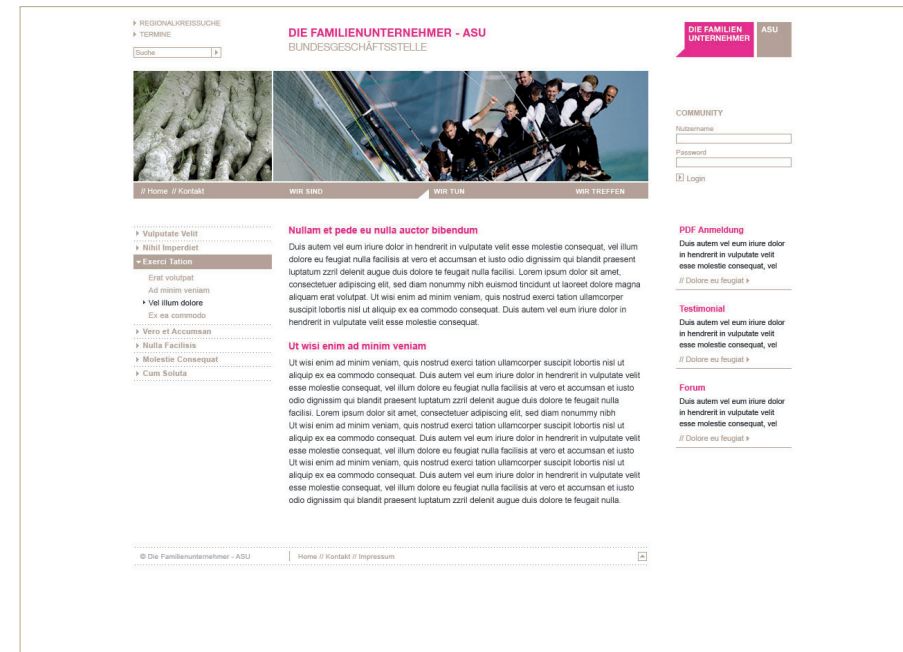 REGIONALKREISSUCHE
TERMINE
Suche
DIE FAMILIENUNTERNEHMER - ASU
BUNDESGESCHÄFTSSTELLE
DIE FAMILIEN
UNTERNEHMER
ASU
COMMUNITY
Nutzername
Password
Login
// Home // Kontakt
WIR SIND
WIR TUN
WIR TREFFEN
Vulputate Velit
Nihil Imperdiet
Exerci Tation
Erat volutpat
Ad minim veniam
Vel illum dolore
Ex ea commodo
Vero et Accumsan
Nulla Facilisis
Molestie Consequat
Cum Soluta
Nullam et pede eu nulla auctor bibendum
Duis autem vel eum iriure dolor in hendrerit in vulputate velit esse molestie consequat, vel illum
dolore eu feugiat nulla facilisis at vero et accumsan et iusto odio dignissim qui blandit praesent
luptatum zzril delenit augue duis dolore te feugait nulla facilisi. Lorem ipsum dolor sit amet,
consectetuer adipiscing elit, sed diam nonummy nibh euismod tincidunt ut laoreet dolore magna
aliquam erat volutpat. Ut wisi enim ad minim veniam, quis nostrud exerci tation ullamcorper
suscipit lobortis nisl ut aliquip ex ea commodo consequat. Duis autem vel eum iriure dolor in
hendrerit in vulputate velit esse molestie consequat.
Ut wisi enim ad minim veniam
Ut wisi enim ad minim veniam, quis nostrud exerci tation ullamcorper suscipit lobortis nisl ut
aliquip ex ea commodo consequat. Duis autem vel eum iriure dolor in hendrerit in vulputate velit
esse molestie consequat, vel illum dolore eu feugiat nulla facilisis at vero et accumsan et iusto
odio dignissim qui blandit praesent luptatum zzril delenit augue duis dolore te feugait nulla
facilisi. Lorem ipsum dolor sit amet, consectetuer adipiscing elit, sed diam nonummy nibh
Ut wisi enim ad minim veniam, quis nostrud exerci tation ullamcorper suscipit lobortis nisl ut
aliquip ex ea commodo consequat. Duis autem vel eum iriure dolor in hendrerit in vulputate velit
esse molestie consequat, vel illum dolore eu feugiat nulla facilisis at vero et accumsan et iusto
Ut wisi enim ad minim veniam, quis nostrud exerci tation ullamcorper suscipit lobortis nisl ut
aliquip ex ea commodo consequat. Duis autem vel eum iriure dolor in hendrerit in vulputate velit
esse molestie consequat, vel illum dolore eu feugiat nulla facilisis at vero et accumsan et iusto
odio dignissim qui blandit praesent luptatum zzril delenit augue duis dolore te feugait nulla.
PDF Anmeldung
Duis autem vel eum iriure dolor
in hendrerit in vulputate velit
esse molestie consequat, vel
// Dolore eu feugiat
Testimonial
Duis autem vel eum iriure dolor
in hendrerit in vulputate velit
esse molestie consequat, vel
// Dolore eu feugiat
Forum
Duis autem vel eum iriure dolor
in hendrerit in vulputate velit
esse molestie consequat, vel
// Dolore eu feugiat
© Die Familienunternehmer - ASU
Home // Kontakt // Impressum